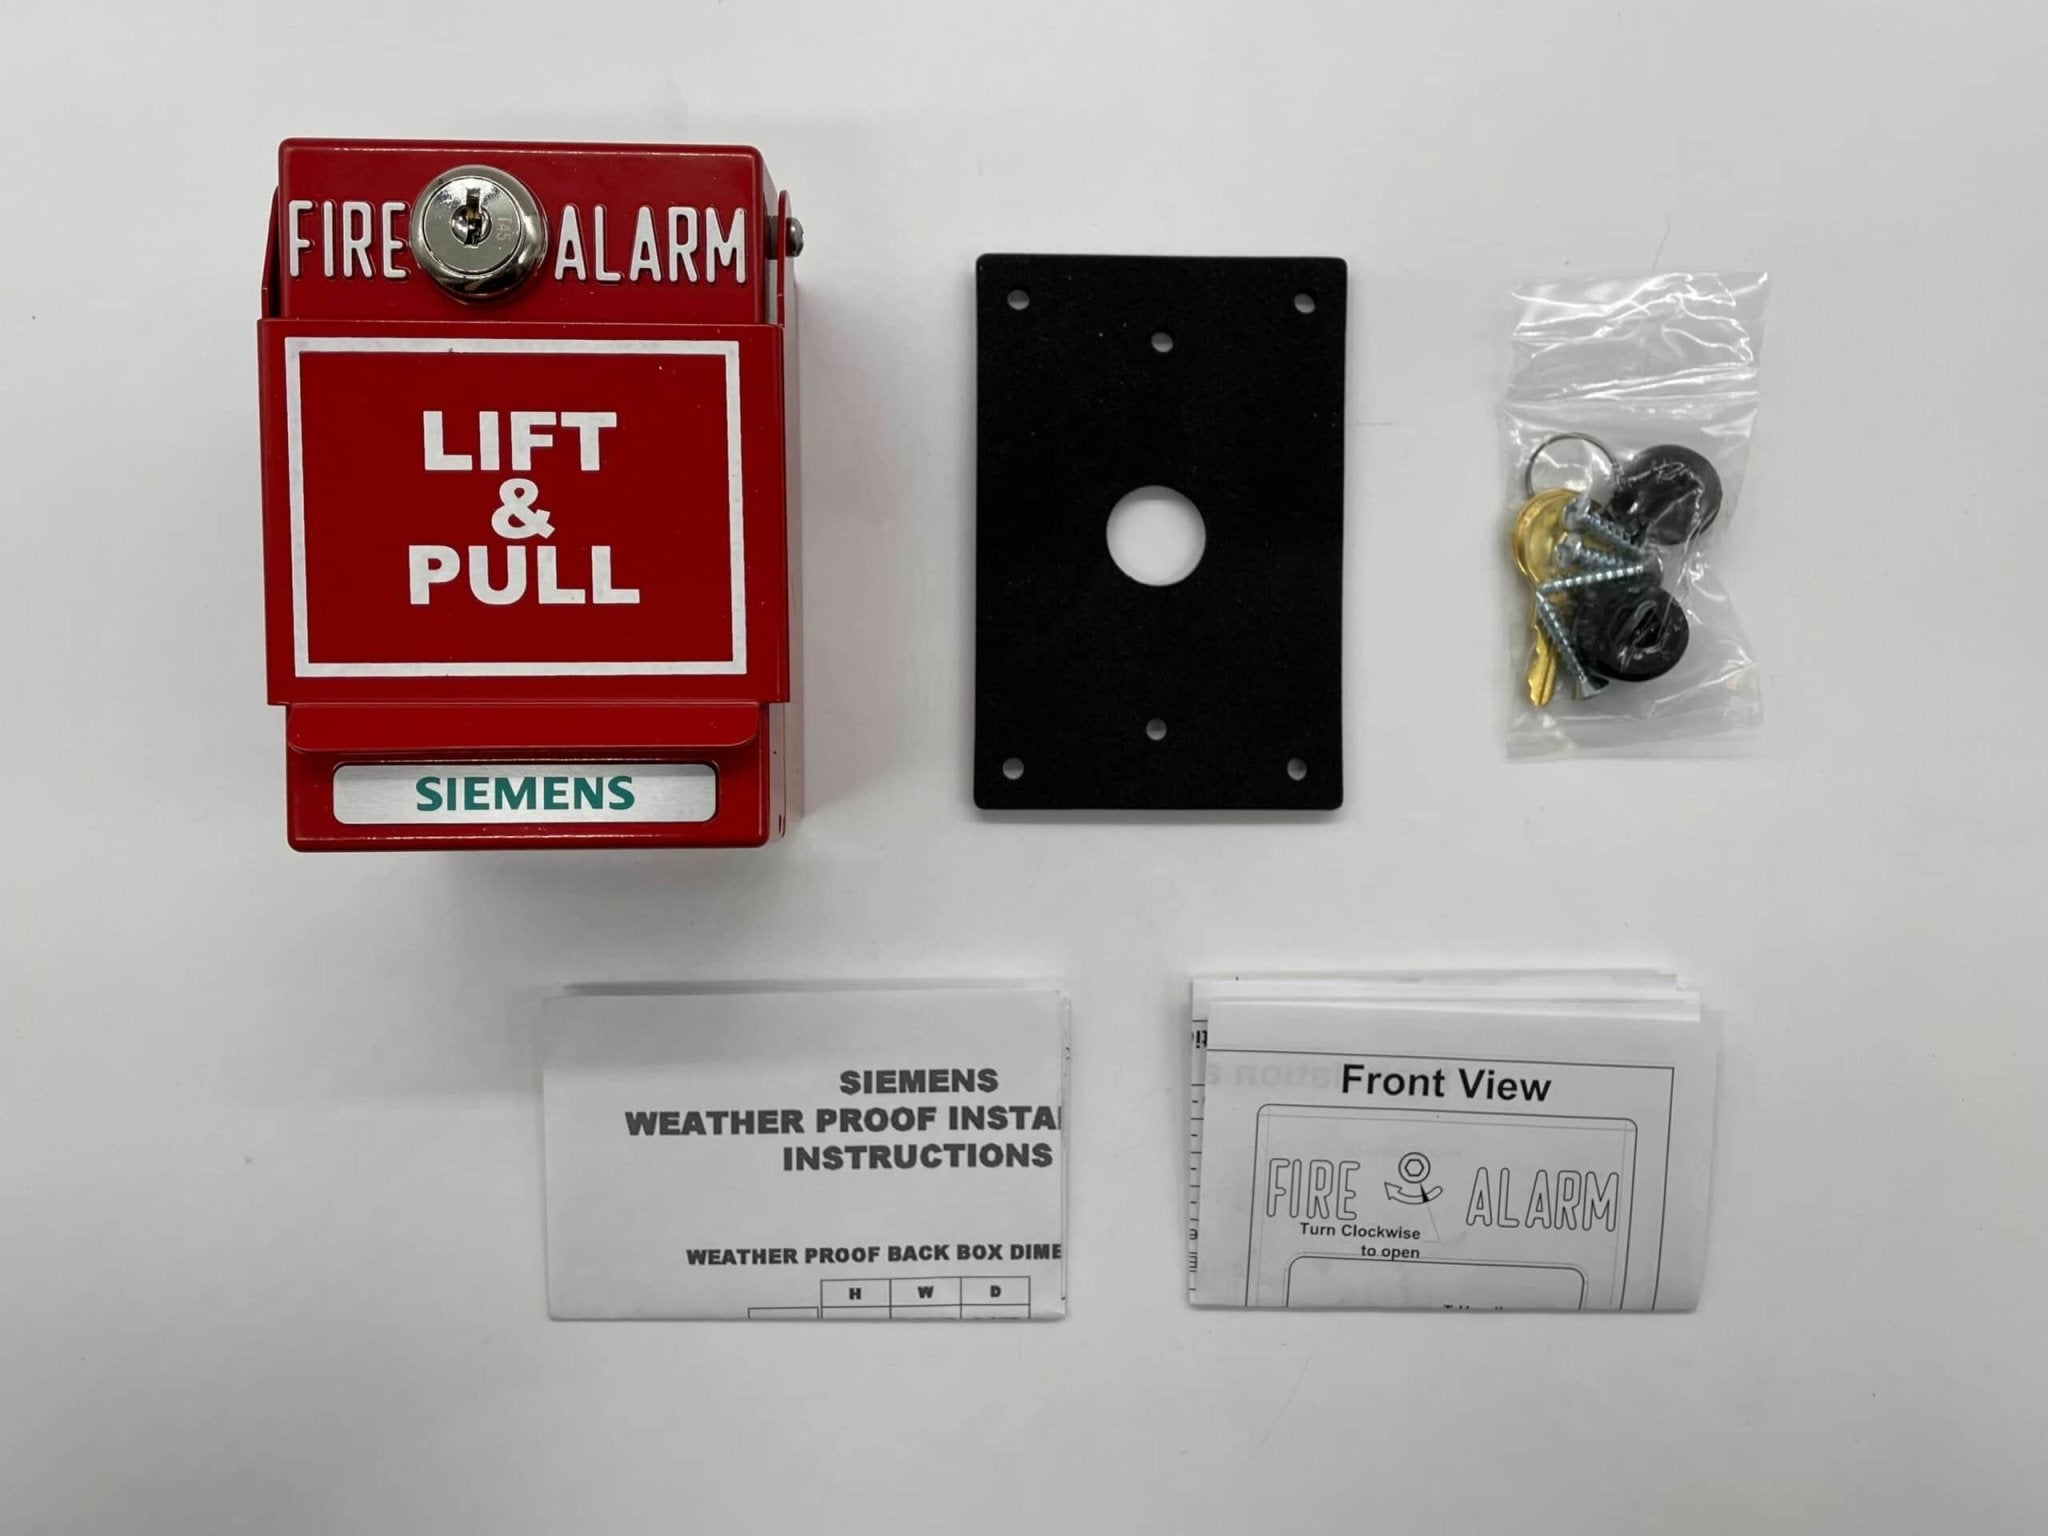 FIRE ALARM
T45
LIFT
&
PULL
SIEMENS
SIEMENS
WEATHER PROOF INSTA
INSTRUCTIONS
WEATHER PROOF BACK BOX DIME
H W D
Front View
FIRE ALARM
Turn Clockwise
to open